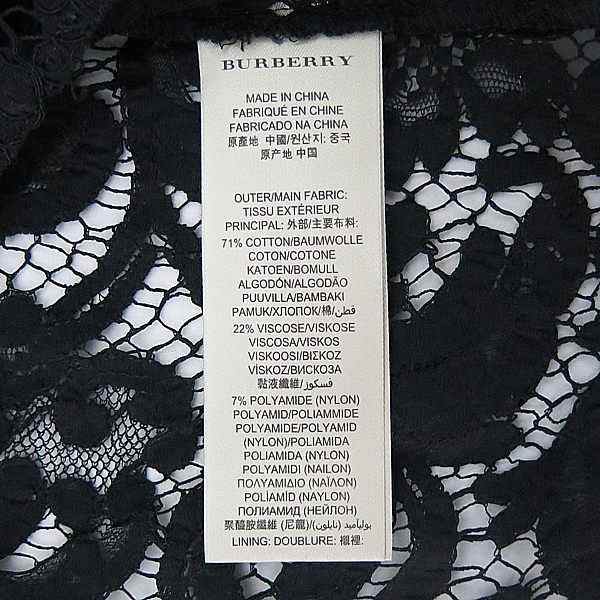 BURBERRY
MADE IN CHINA
FABRIQUÉ EN CHINE
FABRICADO NA CHINA
原產地 中國/원산지: 중국
原产地 中国
OUTER/MAIN FABRIC:
TISSU EXTÉRIEUR
PRINCIPAL: 外部/主要布料:
71% COTTON/BAUMWOLLE
COTON/COTONE
KATOEN/BOMULL
ALGODÓN/ALGODÃO
PUUVILLA/BAMBAKI
PAMUK/ХЛОПОК/棉/قطن
22% VISCOSE/VISKOSE
VISCOSA/VISKOS
VISKOOSI/ΒΙΣΚΟΖ
VİSKOZ/ВИСКОЗА
黏液纖維/فسكوز
7% POLYAMIDE (NYLON)
POLYAMID/POLIAMMIDE
POLYAMIDE/POLYAMID
(NYLON)/POLIAMIDA
POLIAMIDA (NYLON)
POLYAMIDI (NAILON)
ΠΟΛΥΑΜΙΔΙΟ (ΝΑΪΛΟΝ)
POLİAMİD (NAYLON)
ПОЛИАМИД (НЕЙЛОН)
聚醯胺纖維 (尼龍)/بوليأميد (نايلون)
LINING: DOUBLURE: 襯裡: